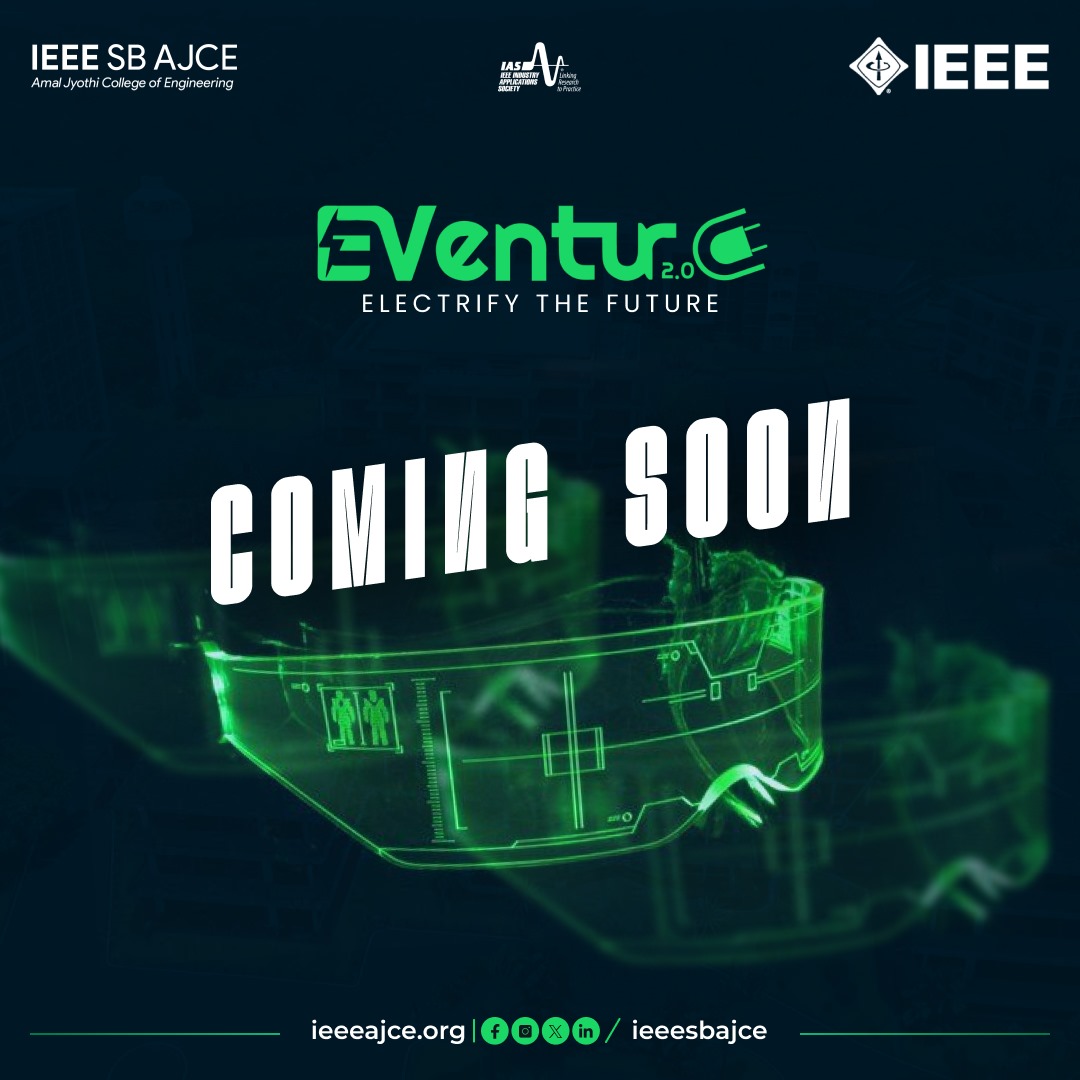 IEEE SB AJCE
Amal Jyothi College of Engineering
IAS
IEEE INDUSTRY
APPLICATIONS
SOCIETY
Linking
Research
to Practice
IEEE
EVenture 2.0
ELECTRIFY THE FUTURE
COMING SOON
ieeeajce.org | / ieeesbajce